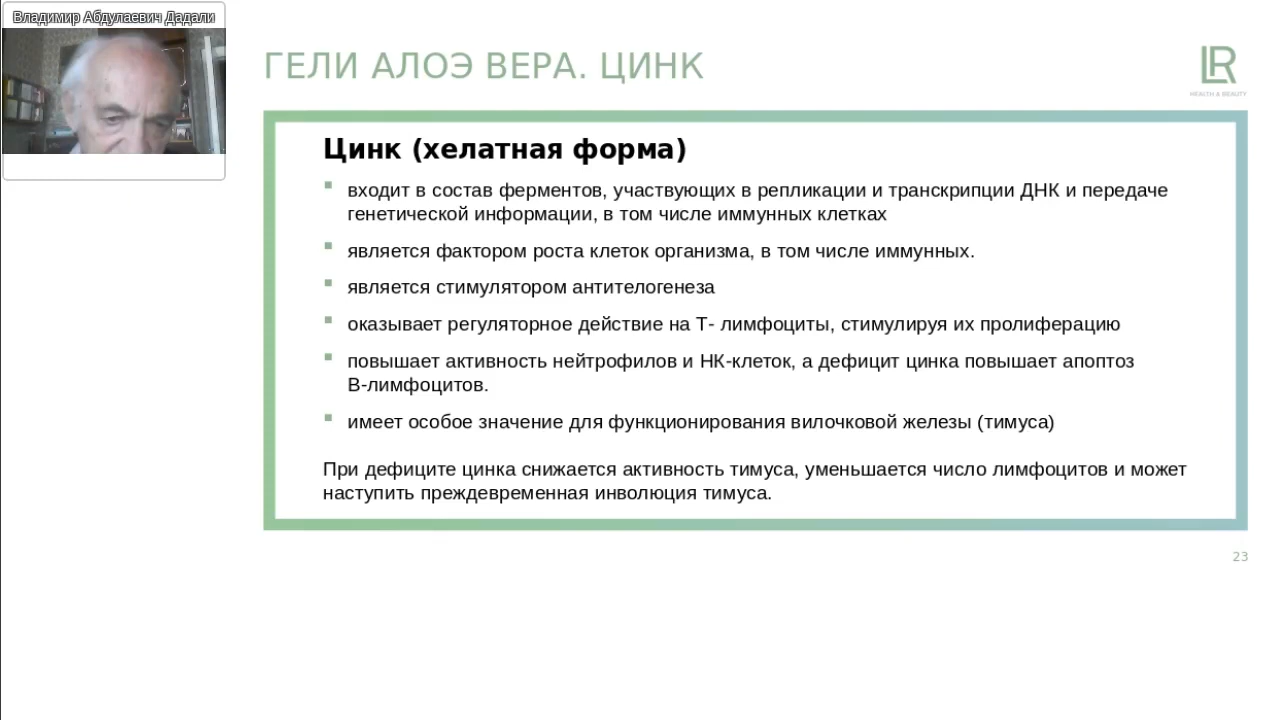 Владимир Абдулаевич Дадали
ГЕЛИ АЛОЭ ВЕРА. ЦИНК
LR
HEALTH & BEAUTY
Цинк (хелатная форма)
▪ входит в состав ферментов, участвующих в репликации и транскрипции ДНК и передаче
генетической информации, в том числе иммунных клетках
▪ является фактором роста клеток организма, в том числе иммунных.
▪ является стимулятором антителогенеза
▪ оказывает регуляторное действие на Т- лимфоциты, стимулируя их пролиферацию
▪ повышает активность нейтрофилов и НК-клеток, а дефицит цинка повышает апоптоз
В-лимфоцитов.
▪ имеет особое значение для функционирования вилочковой железы (тимуса)
При дефиците цинка снижается активность тимуса, уменьшается число лимфоцитов и может
наступить преждевременная инволюция тимуса.
23